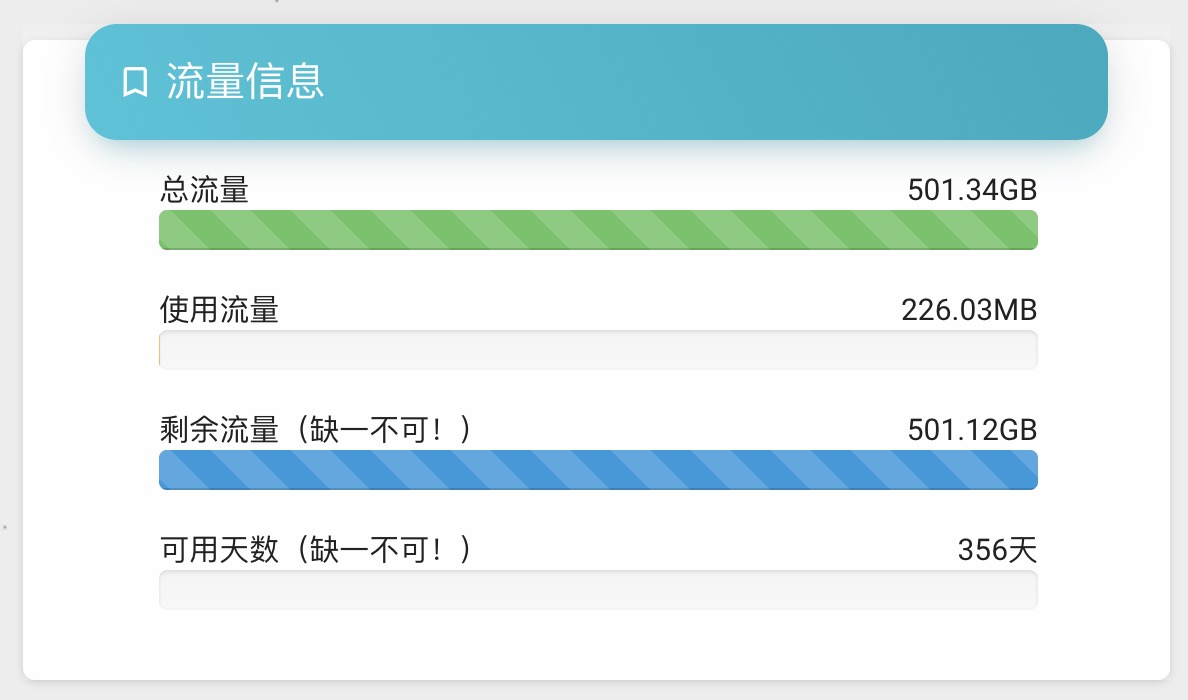 流量信息
总流量 501.34GB
使用流量 226.03MB
剩余流量（缺一不可！） 501.12GB
可用天数（缺一不可！） 356天